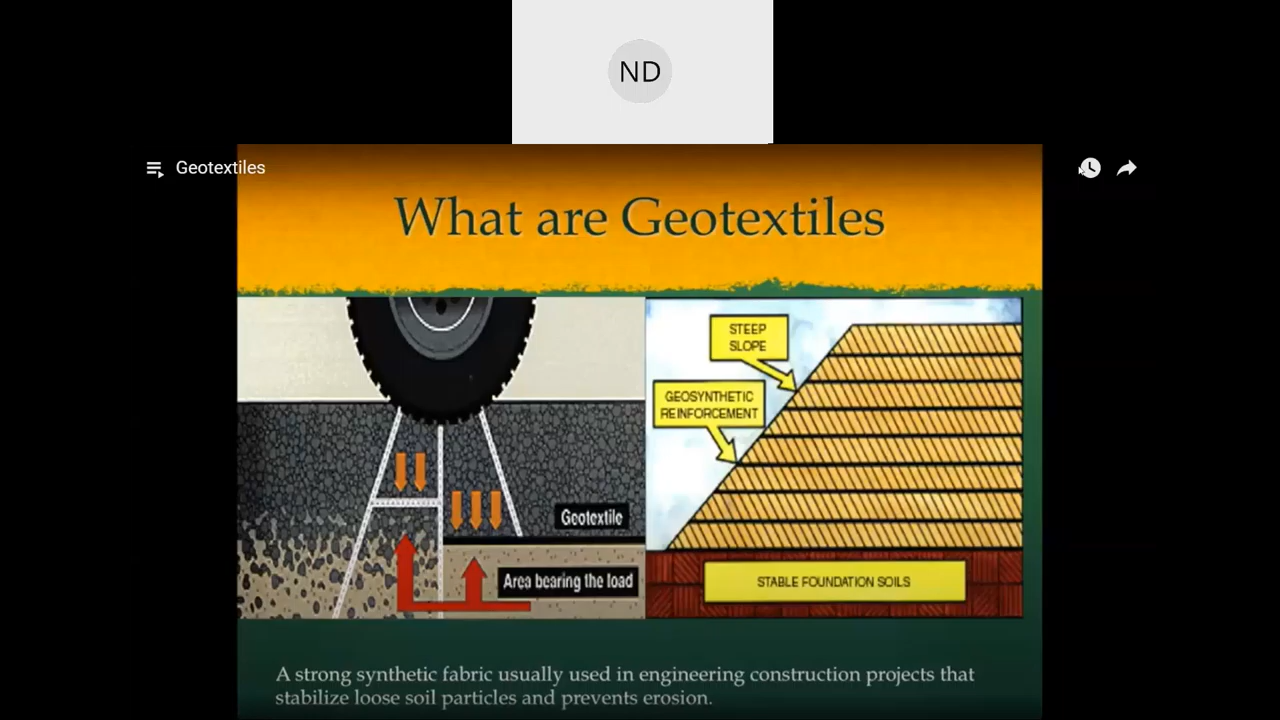 ND
Geotextiles
What are Geotextiles
Geotextile
Area bearing the load
STEEP
SLOPE
GEOSYNTHETIC
REINFORCEMENT
STABLE FOUNDATION SOILS
A strong synthetic fabric usually used in engineering construction projects that
stabilize loose soil particles and prevents erosion.